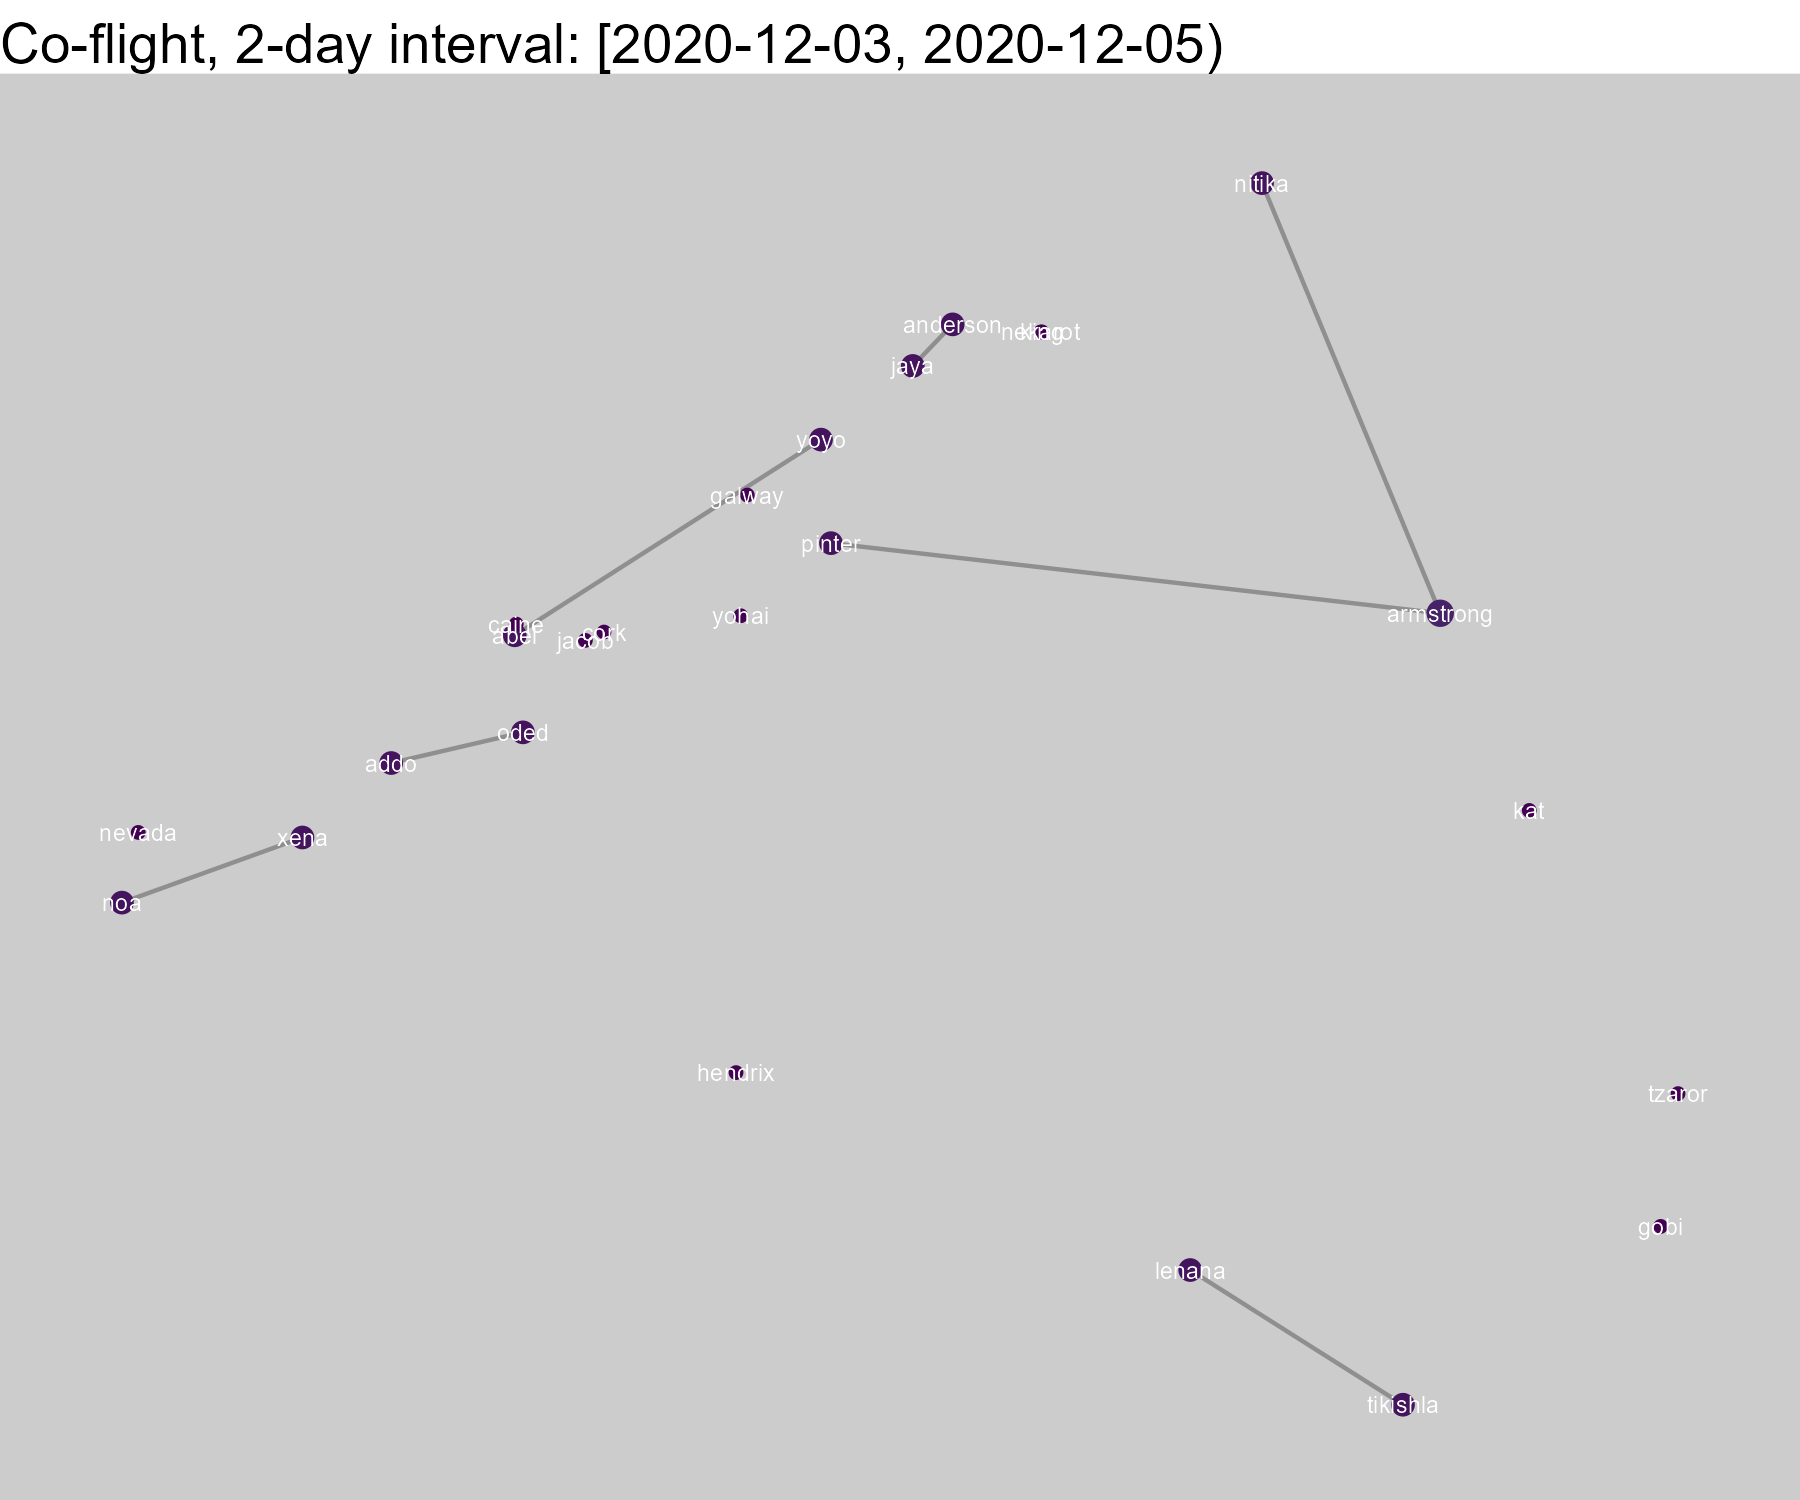 Co-flight, 2-day interval: [2020-12-03, 2020-12-05)
nitika
anderson
king
jaya
yoyo
galway
pinter
armstrong
yohai
caine
abel
cork
jacob
oded
addo
kat
nevada
xena
noa
hendrix
tzaror
gobi
lenana
tikishla